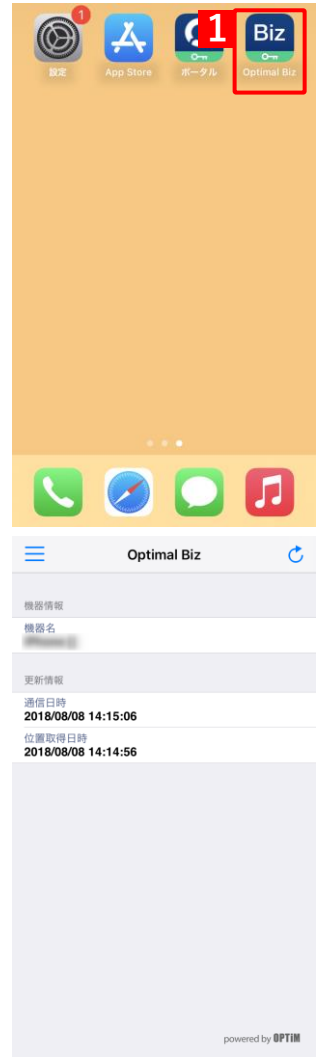 1
1
Biz
設定
App Store
ポータル
Optimal Biz
Optimal Biz
機器情報
機器名
更新情報
通信日時
2018/08/08 14:15:06
位置取得日時
2018/08/08 14:14:56
powered by OPTiM